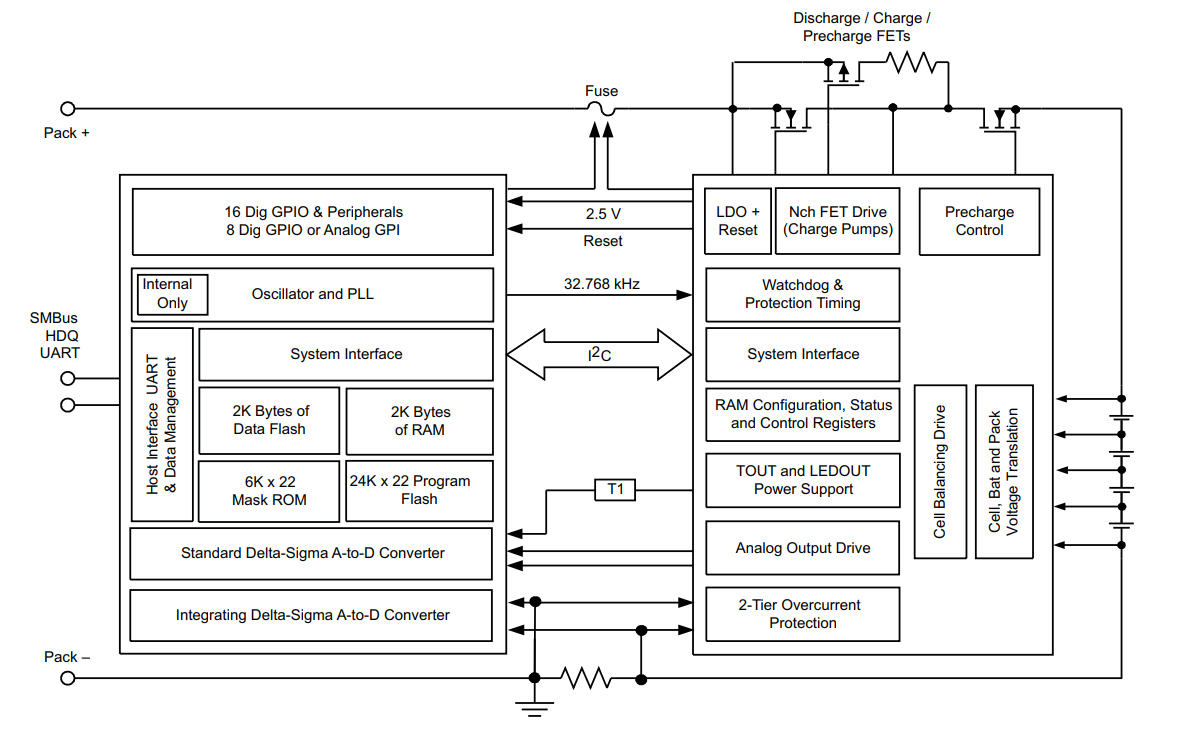 Discharge / Charge /
Precharge FETs
Fuse
Pack +
16 Dig GPIO & Peripherals
8 Dig GPIO or Analog GPI
2.5 V
Reset
LDO +
Reset
Nch FET Drive
(Charge Pumps)
Precharge
Control
Internal
Only
Oscillator and PLL
32.768 kHz
Watchdog &
Protection Timing
SMBus
HDQ
UART
Host Interface UART
& Data Management
System Interface
I2C
System Interface
2K Bytes of
Data Flash
2K Bytes
of RAM
RAM Configuration, Status
and Control Registers
6K x 22
Mask ROM
24K x 22 Program
Flash
T1
TOUT and LEDOUT
Power Support
Cell Balancing Drive
Cell, Bat and Pack
Voltage Translation
Standard Delta-Sigma A-to-D Converter
Analog Output Drive
Integrating Delta-Sigma A-to-D Converter
2-Tier Overcurrent
Protection
Pack –